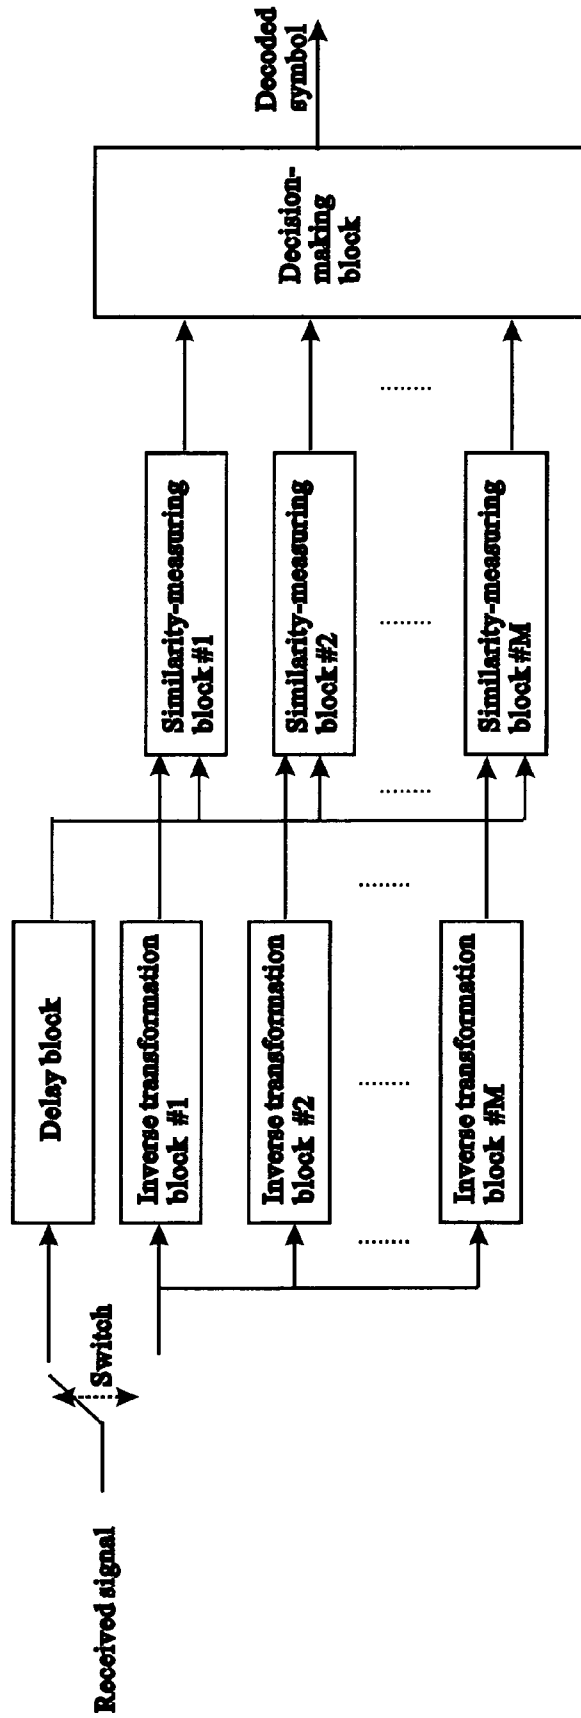 Received signal
Switch
Delay block
Inverse transformation
block #1
Inverse transformation
block #2
Inverse transformation
block #M
Similarity-measuring
block #1
Similarity-measuring
block #2
Similarity-measuring
block #M
Decision-
making
block
Decoded
symbol